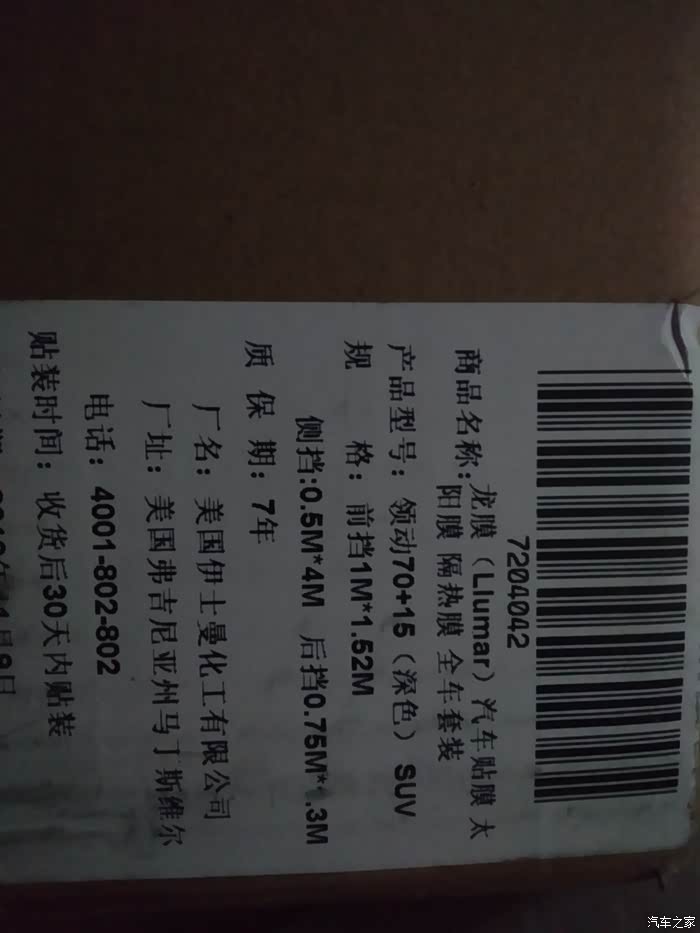 7204042
商品名称:龙膜（Llumar）汽车贴膜 太
阳膜 隔热膜 全车套装
产品型号：领动70+15（深色）SUV
规 格：前挡1M*1.52M
侧挡:0.5M*4M 后挡0.75M*1.3M
质 保 期：7年
厂名：美国伊士曼化工有限公司
厂址：美国弗吉尼亚州马丁斯维尔
电话：4001-802-802
贴装时间：收货后30天内贴装
月9日
汽车之家